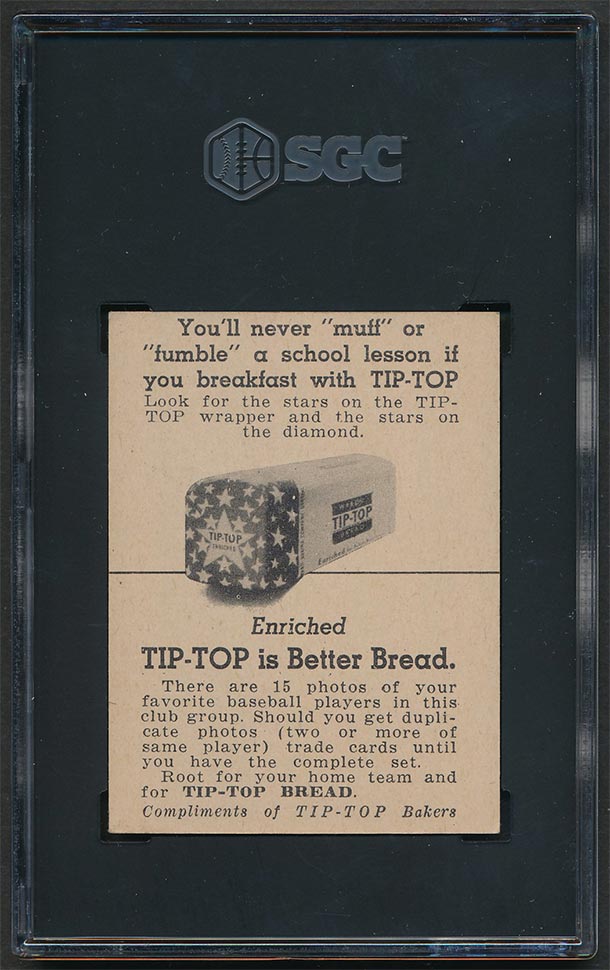 SGC
You'll never "muff" or
"fumble" a school lesson if
you breakfast with TIP-TOP
Look for the stars on the TIP-
TOP wrapper and the stars on
the diamond.
TIP-TOP
ENRICHED
WARD'S
TIP-TOP
BREAD
Enriched
Enriched
TIP-TOP is Better Bread.
There are 15 photos of your
favorite baseball players in this
club group. Should you get dupli-
cate photos (two or more of
same player) trade cards until
you have the complete set.
Root for your home team and
for TIP-TOP BREAD.
Compliments of TIP-TOP Bakers